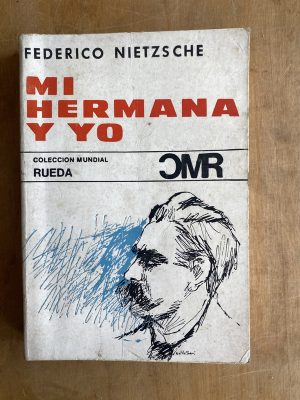 FEDERICO NIETZSCHE
MI
HERMANA
Y YO
COLECCION MUNDIAL
RUEDA
CMR